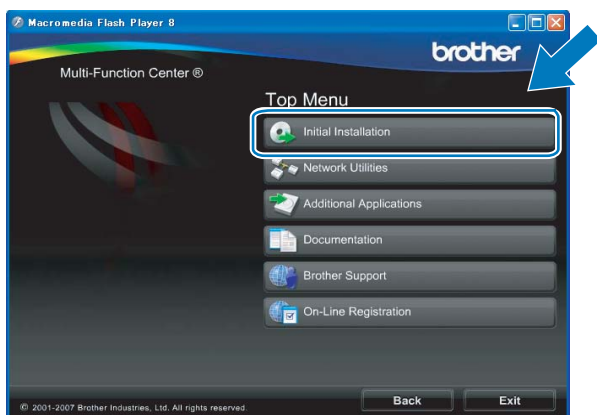 Macromedia Flash Player 8
brother
Multi-Function Center ®
Top Menu
Initial Installation
Network Utilities
Additional Applications
Documentation
Brother Support
On-Line Registration
© 2001-2007 Brother Industries, Ltd. All rights reserved.
Back Exit